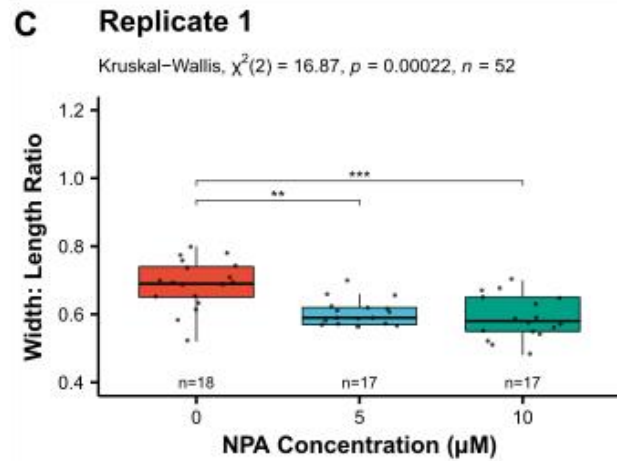 C Replicate 1
Kruskal−Wallis, χ²(2) = 16.87, p = 0.00022, n = 52
Width: Length Ratio
1.2
1.0
0.8
0.6
0.4
***
**
n=18 n=17 n=17
0 5 10
NPA Concentration (µM)